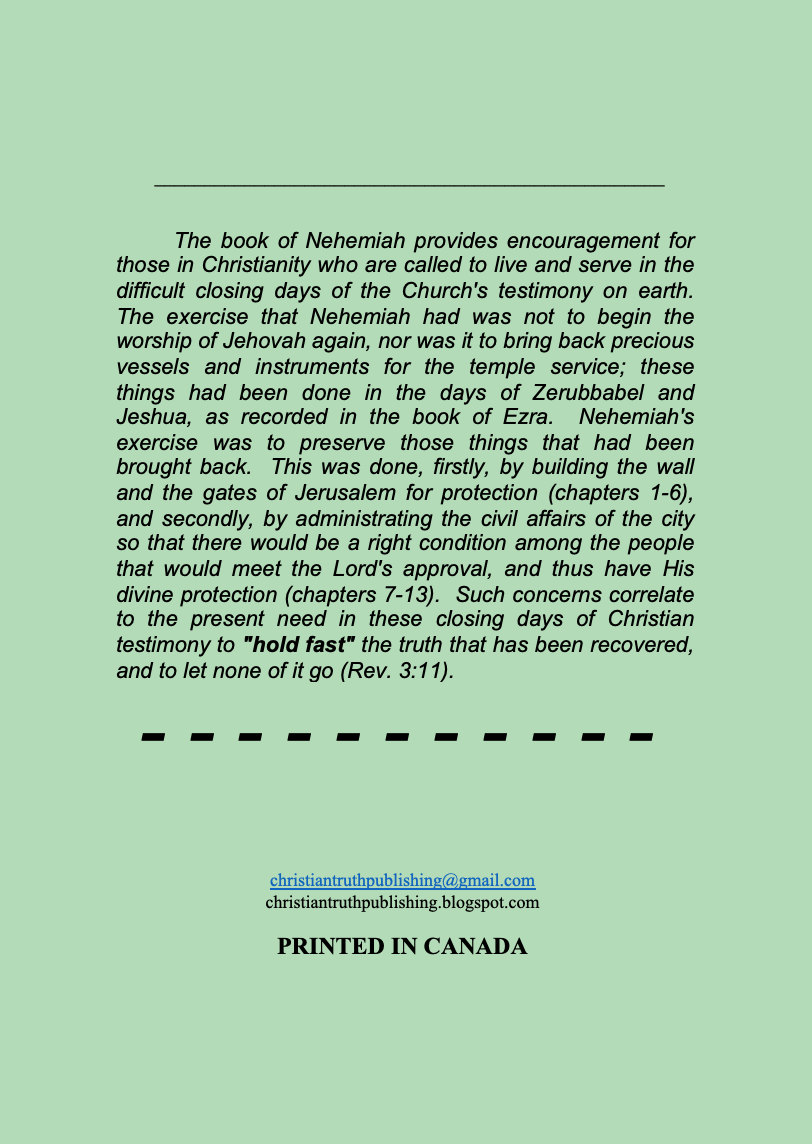 The book of Nehemiah provides encouragement for
those in Christianity who are called to live and serve in the
difficult closing days of the Church's testimony on earth.
The exercise that Nehemiah had was not to begin the
worship of Jehovah again, nor was it to bring back precious
vessels and instruments for the temple service; these
things had been done in the days of Zerubbabel and
Jeshua, as recorded in the book of Ezra.  Nehemiah's
exercise was to preserve those things that had been
brought back.  This was done, firstly, by building the wall
and the gates of Jerusalem for protection (chapters 1-6),
and secondly, by administrating the civil affairs of the city
so that there would be a right condition among the people
that would meet the Lord's approval, and thus have His
divine protection (chapters 7-13).  Such concerns correlate
to the present need in these closing days of Christian
testimony to "hold fast" the truth that has been recovered,
and to let none of it go (Rev. 3:11).
christiantruthpublishing@gmail.com
christiantruthpublishing.blogspot.com
PRINTED IN CANADA